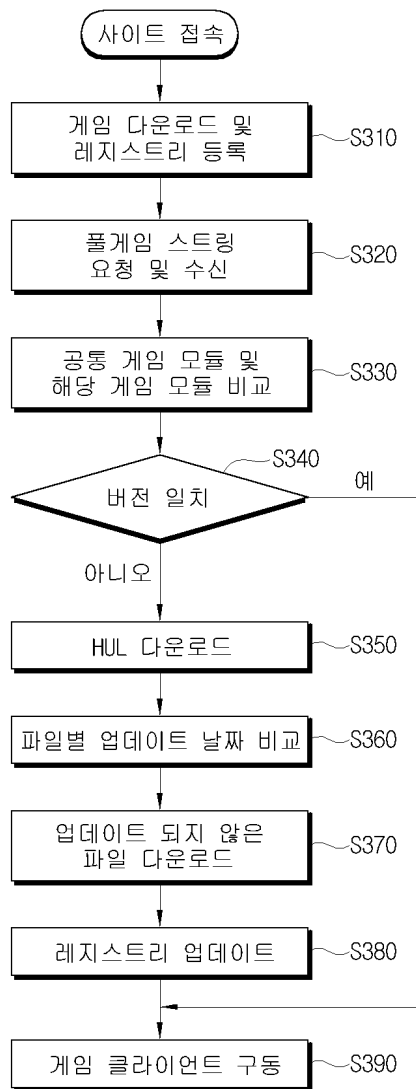 사이트 접속
게임 다운로드 및
레지스트리 등록
S310
풀게임 스트링
요청 및 수신
S320
공통 게임 모듈 및
해당 게임 모듈 비교
S330
S340
버전 일치
예
아니오
HUL 다운로드
S350
파일별 업데이트 날짜 비교
S360
업데이트 되지 않은
파일 다운로드
S370
레지스트리 업데이트
S380
게임 클라이언트 구동
S390